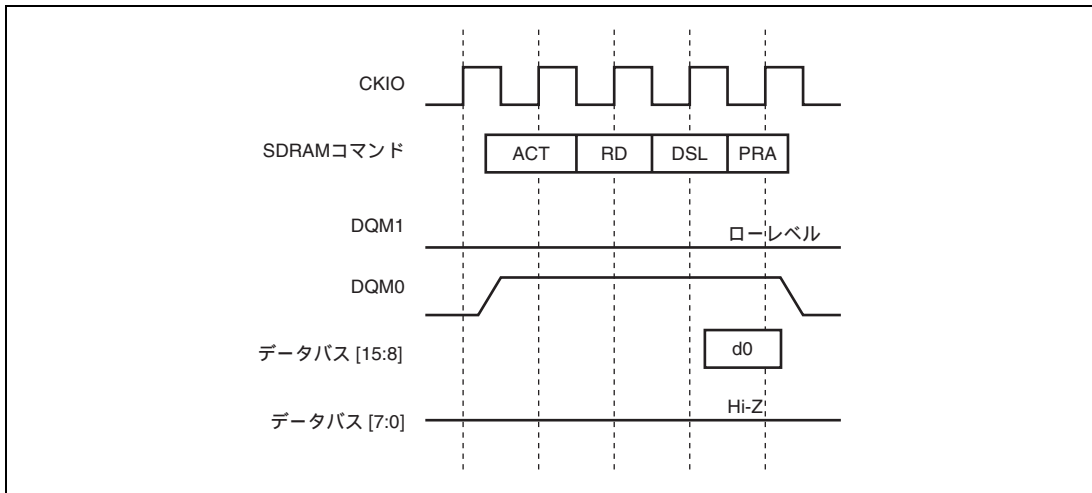 CKIO
SDRAMコマンド ACT RD DSL PRA
DQM1 ローレベル
DQM0
データバス [15:8] d0
データバス [7:0] Hi-Z